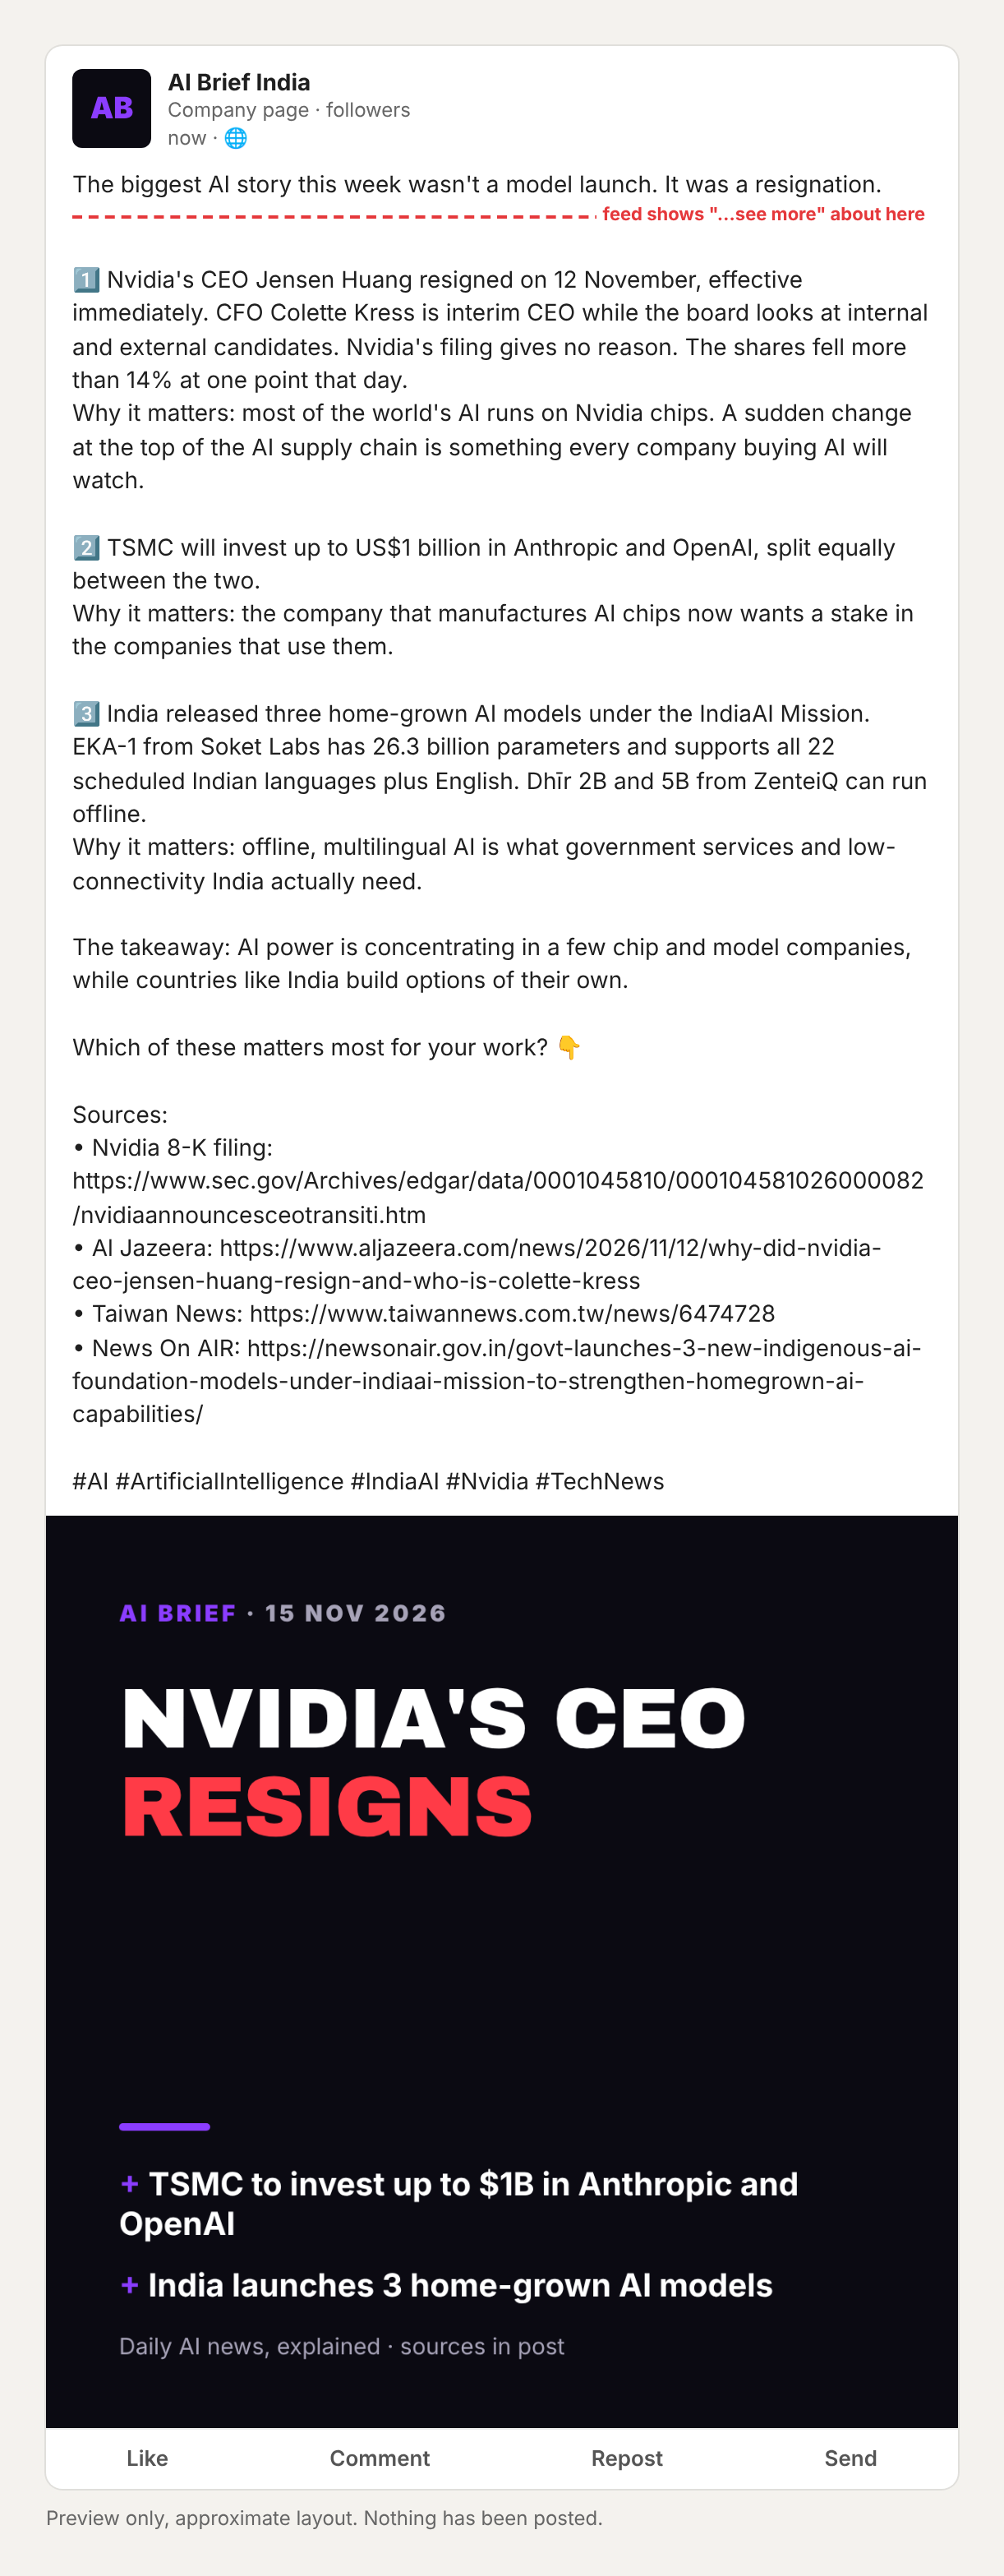 AB
AI Brief India
Company page · followers
now · 🌐
The biggest AI story this week wasn't a model launch. It was a resignation.
feed shows "...see more" about here
1️⃣ Nvidia's CEO Jensen Huang resigned on 12 November, effective
immediately. CFO Colette Kress is interim CEO while the board looks at internal
and external candidates. Nvidia's filing gives no reason. The shares fell more
than 14% at one point that day.
Why it matters: most of the world's AI runs on Nvidia chips. A sudden change
at the top of the AI supply chain is something every company buying AI will
watch.
2️⃣ TSMC will invest up to US$1 billion in Anthropic and OpenAI, split equally
between the two.
Why it matters: the company that manufactures AI chips now wants a stake in
the companies that use them.
3️⃣ India released three home-grown AI models under the IndiaAI Mission.
EKA-1 from Soket Labs has 26.3 billion parameters and supports all 22
scheduled Indian languages plus English. Dhīr 2B and 5B from ZenteiQ can run
offline.
Why it matters: offline, multilingual AI is what government services and low-
connectivity India actually need.
The takeaway: AI power is concentrating in a few chip and model companies,
while countries like India build options of their own.
Which of these matters most for your work? 👇
Sources:
• Nvidia 8-K filing:
https://www.sec.gov/Archives/edgar/data/0001045810/000104581026000082
/nvidiaannouncesceotransiti.htm
• Al Jazeera: https://www.aljazeera.com/news/2026/11/12/why-did-nvidia-
ceo-jensen-huang-resign-and-who-is-colette-kress
• Taiwan News: https://www.taiwannews.com.tw/news/6474728
• News On AIR: https://newsonair.gov.in/govt-launches-3-new-indigenous-ai-
foundation-models-under-indiaai-mission-to-strengthen-homegrown-ai-
capabilities/
#AI #ArtificialIntelligence #IndiaAI #Nvidia #TechNews
AI BRIEF · 15 NOV 2026
NVIDIA'S CEO
RESIGNS
+ TSMC to invest up to $1B in Anthropic and
OpenAI
+ India launches 3 home-grown AI models
Daily AI news, explained · sources in post
Like Comment Repost Send
Preview only, approximate layout. Nothing has been posted.